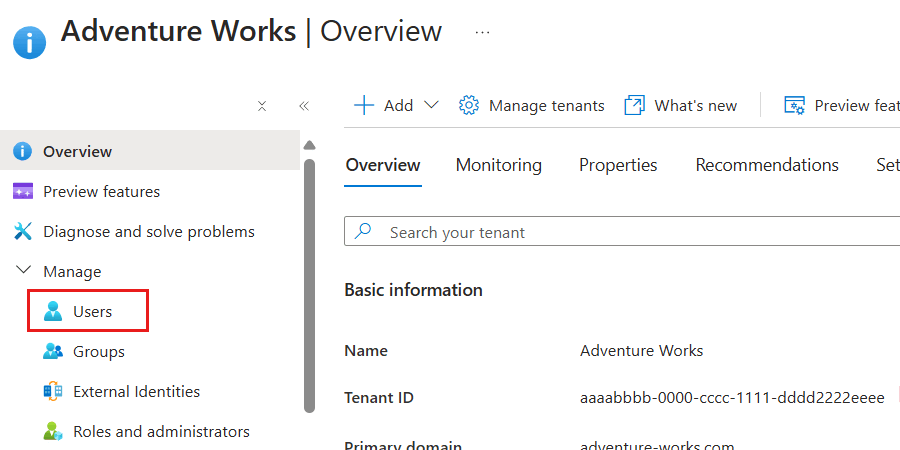 Adventure Works | Overview ...
Add Manage tenants What's new Preview feat
Overview
Preview features
Diagnose and solve problems
Manage
Users
Groups
External Identities
Roles and administrators
Overview Monitoring Properties Recommendations Set
Search your tenant
Basic information
Name Adventure Works
Tenant ID aaaabbbb-0000-cccc-1111-dddd2222eeee
Primary domain adventure-works.com